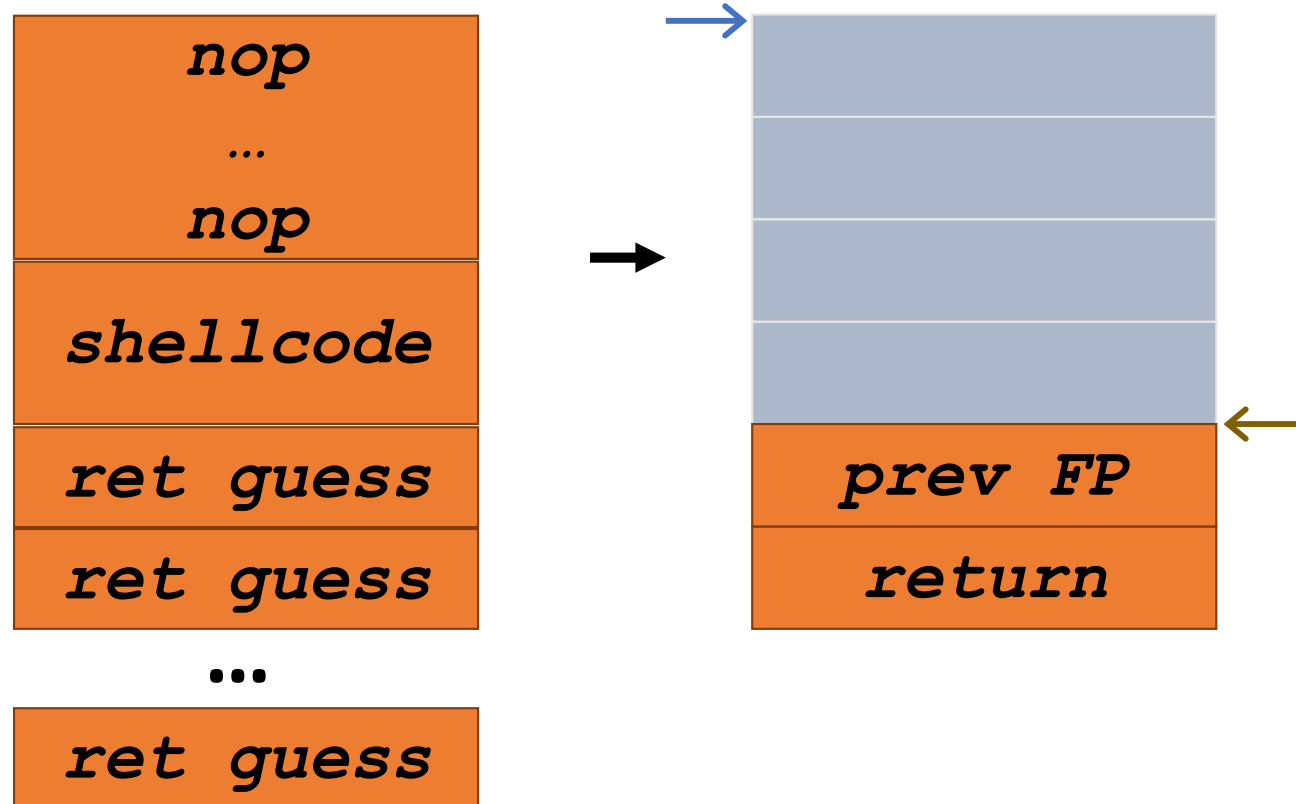 nop
...
nop
shellcode
ret guess
ret guess
...
ret guess
prev FP
return